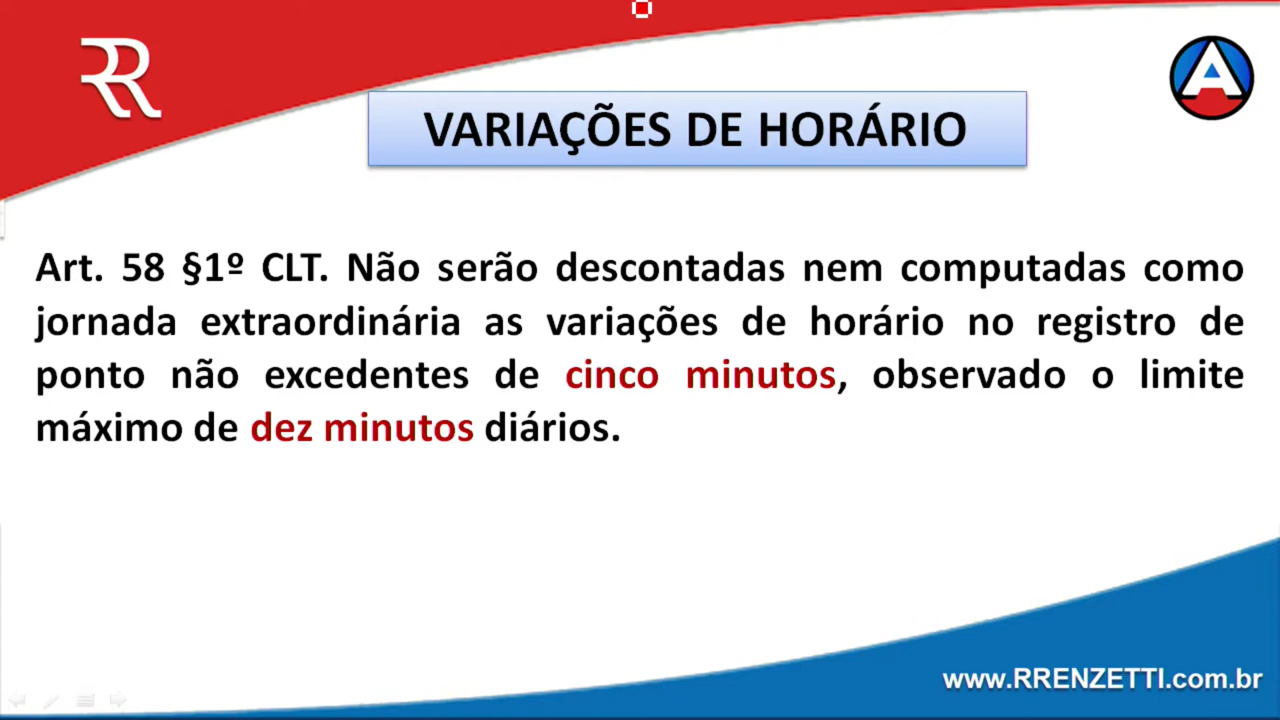 RR
A
VARIAÇÕES DE HORÁRIO
Art. 58 §1º CLT. Não serão descontadas nem computadas como
jornada extraordinária as variações de horário no registro de
ponto não excedentes de cinco minutos, observado o limite
máximo de dez minutos diários.
www.RRENZETTI.com.br